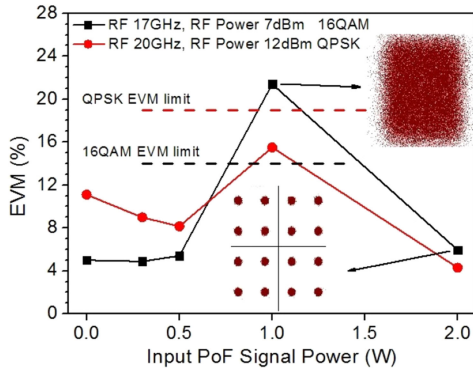 RF 17GHz, RF Power 7dBm 16QAM
RF 20GHz, RF Power 12dBm QPSK
28
24
20
16
12
8
4
0
EVM (%)
QPSK EVM limit
16QAM EVM limit
0.0 0.5 1.0 1.5 2.0
Input PoF Signal Power (W)